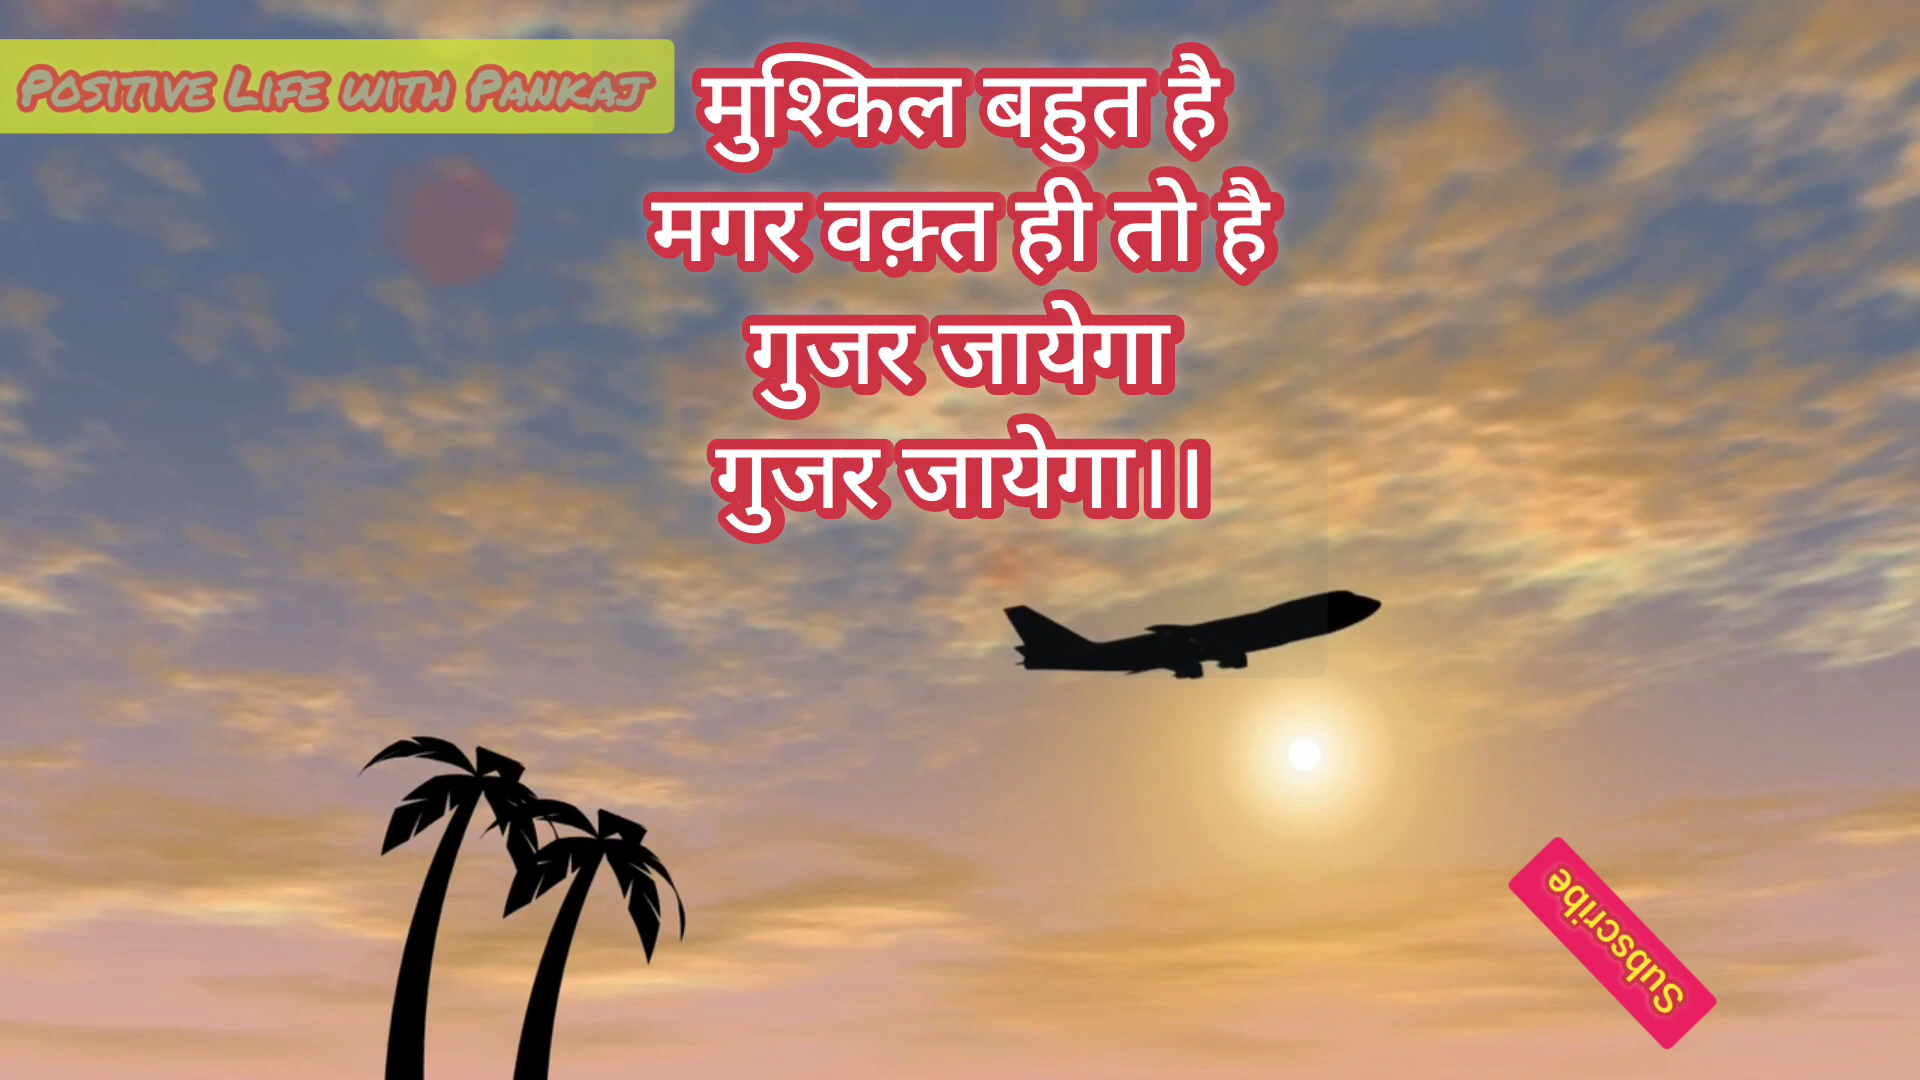 Positive Life with Pankaj
मुश्किल बहुत है
मगर वक़्त ही तो है
गुजर जायेगा
गुजर जायेगा।।
Subscribe